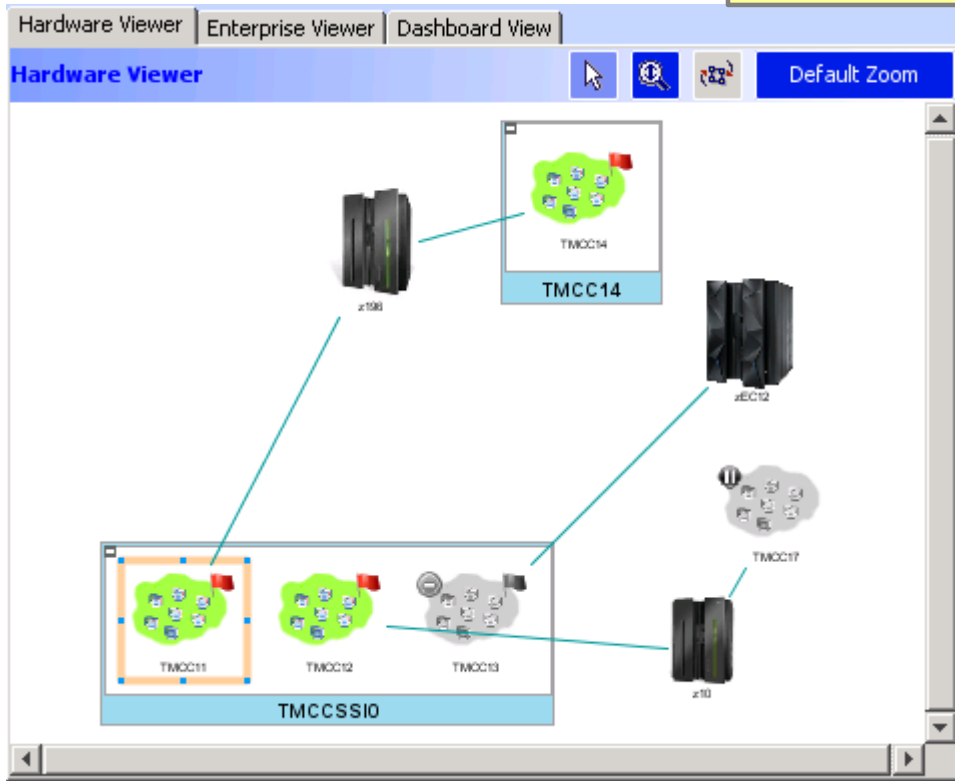 Hardware Viewer
Enterprise Viewer
Dashboard View
Hardware Viewer
Default Zoom
TMCC14
z196
TMCC14
zEC12
TMCC17
TMCC11
TMCC12
TMCC13
z10
TMCCSSI0